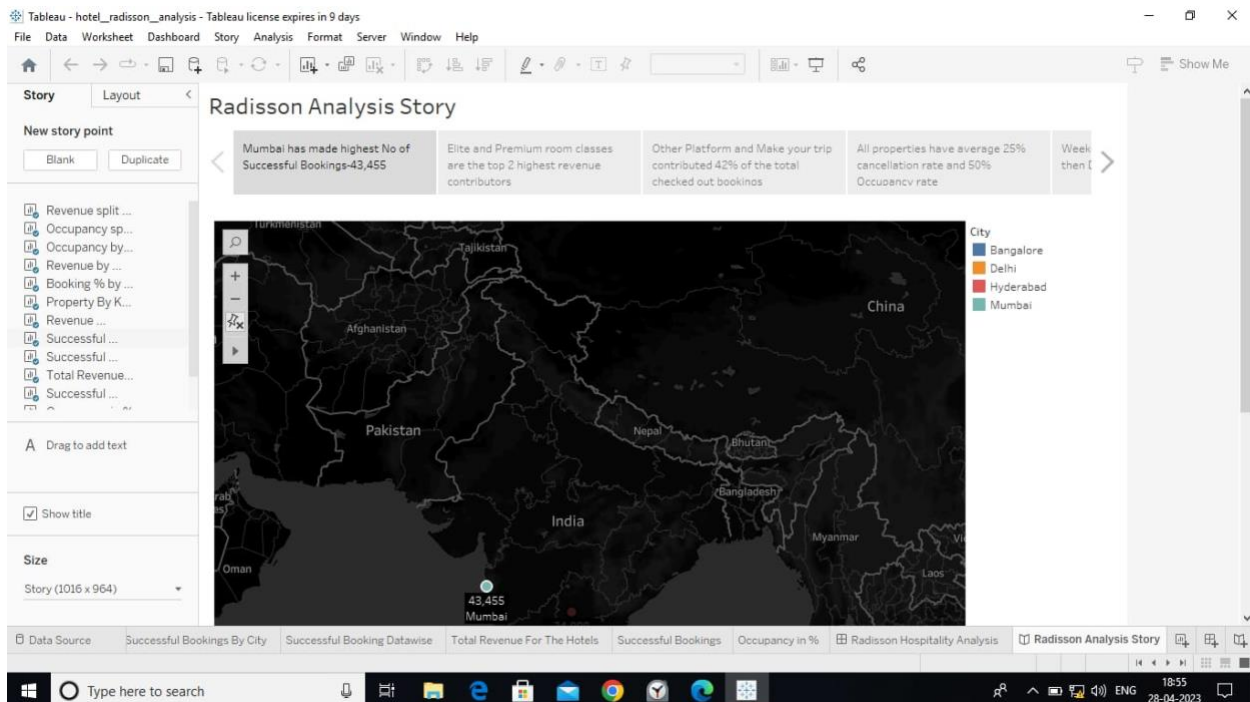 Tableau - hotel__radisson__analysis - Tableau license expires in 9 days
File Data Worksheet Dashboard Story Analysis Format Server Window Help
Show Me
Story Layout
New story point
Blank Duplicate
Revenue split ...
Occupancy sp...
Occupancy by...
Revenue by ...
Booking % by ...
Property By K...
Revenue ...
Successful ...
Successful ...
Total Revenue...
Successful ...
A Drag to add text
Show title
Size
Story (1016 x 964)
Radisson Analysis Story
Mumbai has made highest No of
Successful Bookings-43,455
Elite and Premium room classes
are the top 2 highest revenue
contributors
Other Platform and Make your trip
contributed 42% of the total
checked out bookings
All properties have average 25%
cancellation rate and 50%
Occupancy rate
Week
then
Turkmenistan
Tajikistan
China
Afghanistan
Pakistan
Nepal
Bhutan
Bangladesh
India
Myanmar
Oman
Laos
43,455
Mumbai
City
Bangalore
Delhi
Hyderabad
Mumbai
Data Source Successful Bookings By City Successful Booking Datawise Total Revenue For The Hotels Successful Bookings Occupancy in % Radisson Hospitality Analysis Radisson Analysis Story
Type here to search
ENG
18:55
28-04-2023